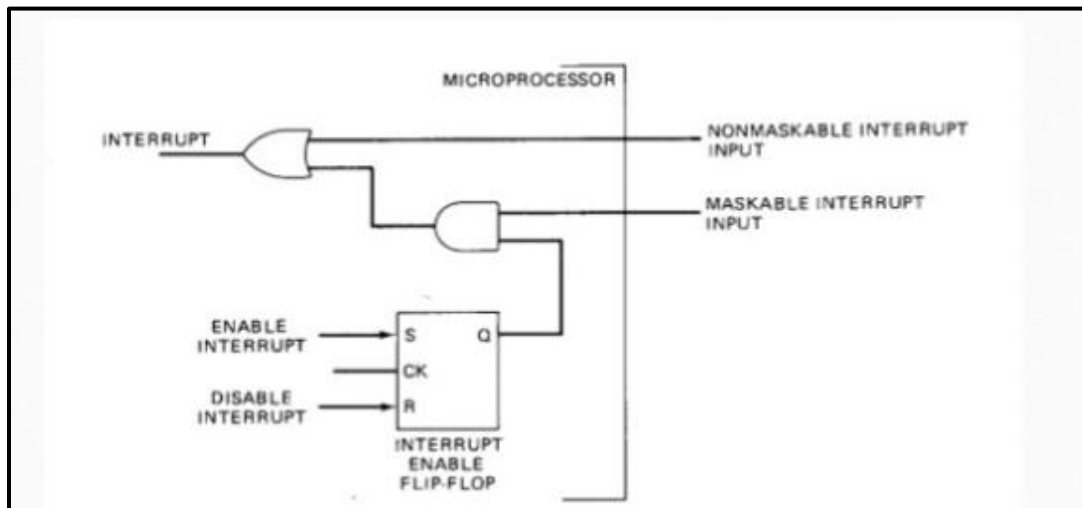 MICROPROCESSOR
INTERRUPT
NONMASKABLE INTERRUPT
INPUT
MASKABLE INTERRUPT
INPUT
ENABLE
INTERRUPT
S
Q
CK
DISABLE
INTERRUPT
R
INTERRUPT
ENABLE
FLIP-FLOP